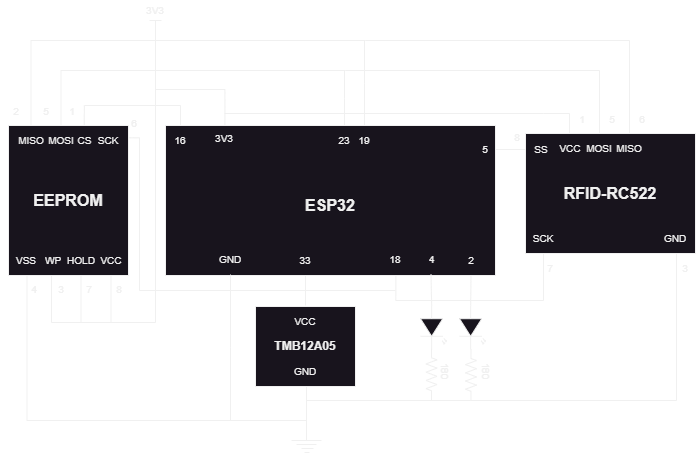 3V3
2 5 1 6
MISO MOSI CS SCK
EEPROM
VSS WP HOLD VCC
4 3 7 8
16 3V3 23 19 5
ESP32
GND 33 18 4 2
VCC
TMB12A05
GND
1
SS VCC MOSI MISO
RFID-RC522
SCK GND
7 3
180 180